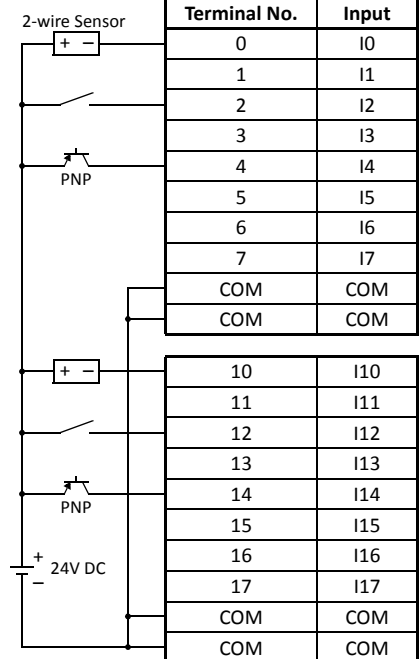 2-wire Sensor
+ −
PNP
Terminal No. Input
0 I0
1 I1
2 I2
3 I3
4 I4
5 I5
6 I6
7 I7
COM COM
COM COM
+ −
PNP
+
24V DC
−
10 I10
11 I11
12 I12
13 I13
14 I14
15 I15
16 I16
17 I17
COM COM
COM COM